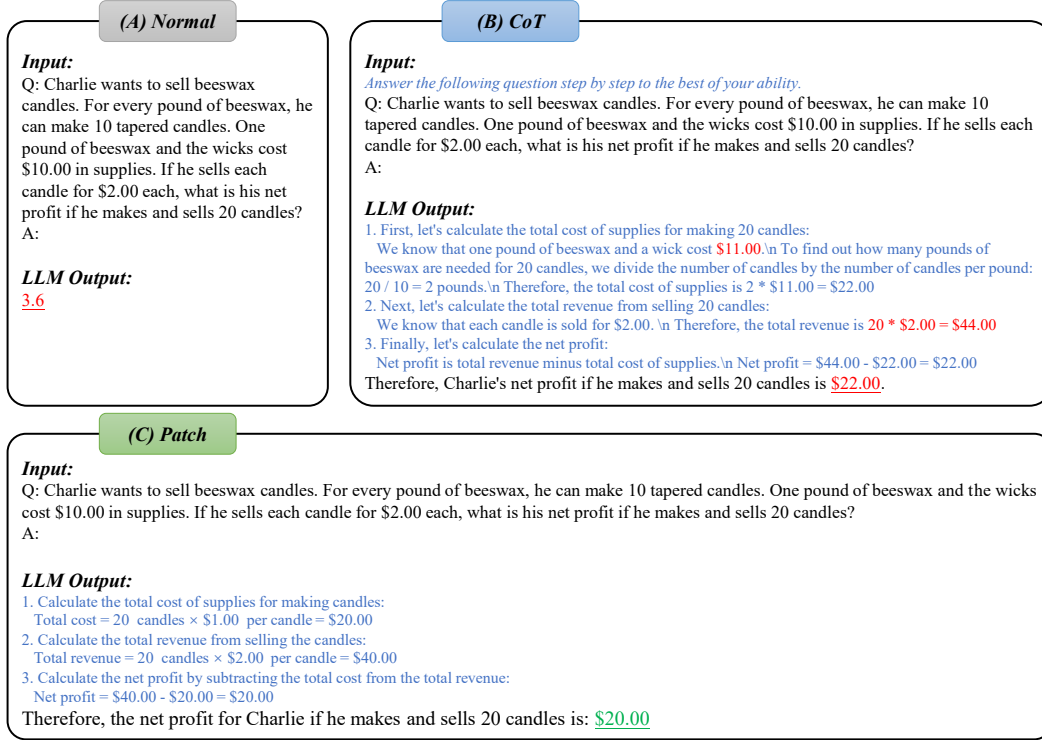 (A) Normal
Input:
Q: Charlie wants to sell beeswax
candles. For every pound of beeswax, he
can make 10 tapered candles. One
pound of beeswax and the wicks cost
$10.00 in supplies. If he sells each
candle for $2.00 each, what is his net
profit if he makes and sells 20 candles?
A:
LLM Output:
3.6
(B) CoT
Input:
Answer the following question step by step to the best of your ability.
Q: Charlie wants to sell beeswax candles. For every pound of beeswax, he can make 10
tapered candles. One pound of beeswax and the wicks cost $10.00 in supplies. If he sells each
candle for $2.00 each, what is his net profit if he makes and sells 20 candles?
A:
LLM Output:
1. First, let's calculate the total cost of supplies for making 20 candles:
We know that one pound of beeswax and a wick cost $11.00.\n To find out how many pounds of
beeswax are needed for 20 candles, we divide the number of candles by the number of candles per pound:
20 / 10 = 2 pounds.\n Therefore, the total cost of supplies is 2 * $11.00 = $22.00
2. Next, let's calculate the total revenue from selling 20 candles:
We know that each candle is sold for $2.00. \n Therefore, the total revenue is 20 * $2.00 = $44.00
3. Finally, let's calculate the net profit:
Net profit is total revenue minus total cost of supplies.\n Net profit = $44.00 - $22.00 = $22.00
Therefore, Charlie's net profit if he makes and sells 20 candles is $22.00.
(C) Patch
Input:
Q: Charlie wants to sell beeswax candles. For every pound of beeswax, he can make 10 tapered candles. One pound of beeswax and the wicks
cost $10.00 in supplies. If he sells each candle for $2.00 each, what is his net profit if he makes and sells 20 candles?
A:
LLM Output:
1. Calculate the total cost of supplies for making candles:
Total cost = 20 candles × $1.00 per candle = $20.00
2. Calculate the total revenue from selling the candles:
Total revenue = 20 candles × $2.00 per candle = $40.00
3. Calculate the net profit by subtracting the total cost from the total revenue:
Net profit = $40.00 - $20.00 = $20.00
Therefore, the net profit for Charlie if he makes and sells 20 candles is: $20.00